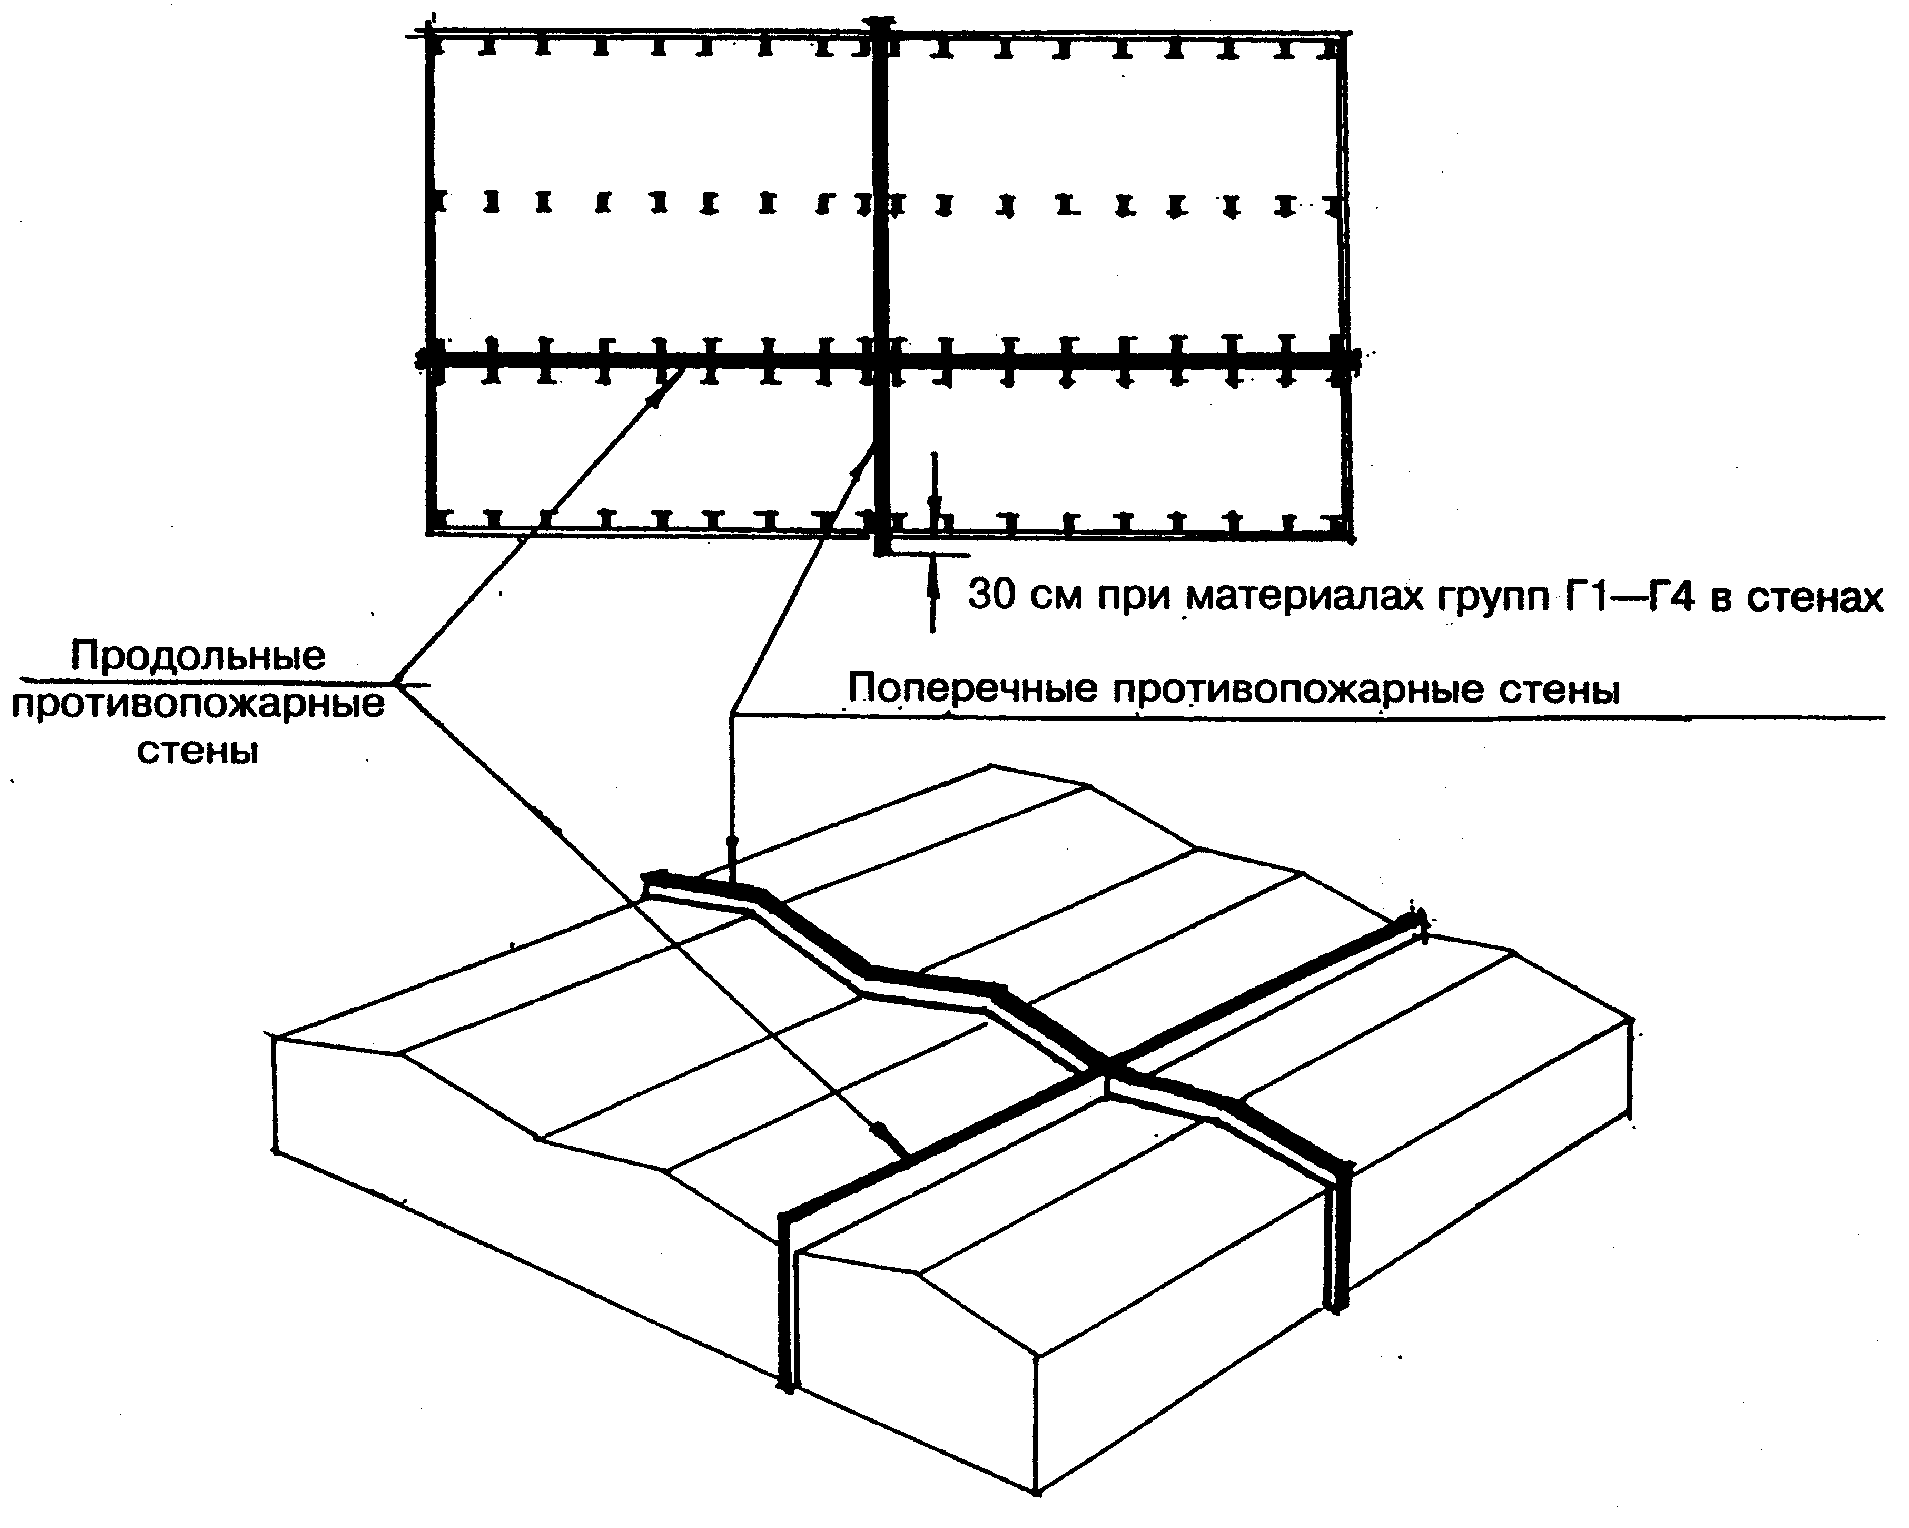 30 см при материалах групп Г1—Г4 в стенах
Продольные
противопожарные
стены
Поперечные противопожарные стены